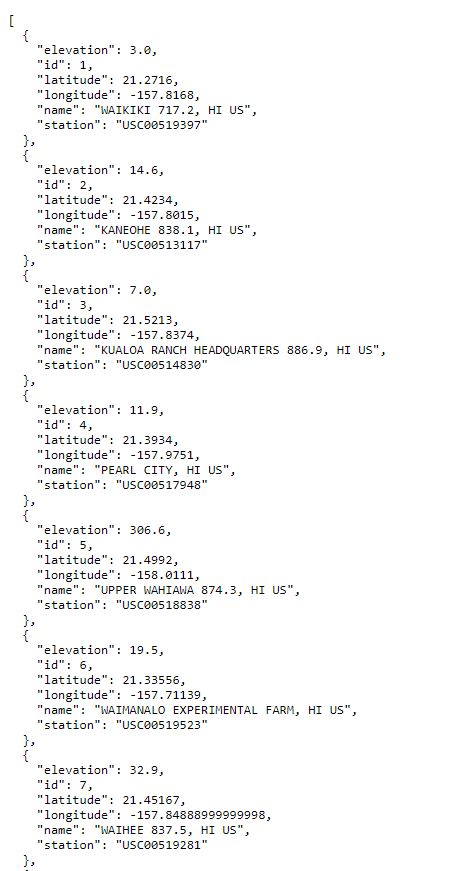 [
  {
    "elevation": 3.0,
    "id": 1,
    "latitude": 21.2716,
    "longitude": -157.8168,
    "name": "WAIKIKI 717.2, HI US",
    "station": "USC00519397"
  },
  {
    "elevation": 14.6,
    "id": 2,
    "latitude": 21.4234,
    "longitude": -157.8015,
    "name": "KANEOHE 838.1, HI US",
    "station": "USC00513117"
  },
  {
    "elevation": 7.0,
    "id": 3,
    "latitude": 21.5213,
    "longitude": -157.8374,
    "name": "KUALOA RANCH HEADQUARTERS 886.9, HI US",
    "station": "USC00514830"
  },
  {
    "elevation": 11.9,
    "id": 4,
    "latitude": 21.3934,
    "longitude": -157.9751,
    "name": "PEARL CITY, HI US",
    "station": "USC00517948"
  },
  {
    "elevation": 306.6,
    "id": 5,
    "latitude": 21.4992,
    "longitude": -158.0111,
    "name": "UPPER WAHIAWA 874.3, HI US",
    "station": "USC00518838"
  },
  {
    "elevation": 19.5,
    "id": 6,
    "latitude": 21.33556,
    "longitude": -157.71139,
    "name": "WAIMANALO EXPERIMENTAL FARM, HI US",
    "station": "USC00519523"
  },
  {
    "elevation": 32.9,
    "id": 7,
    "latitude": 21.45167,
    "longitude": -157.84888999999998,
    "name": "WAIHEE 837.5, HI US",
    "station": "USC00519281"
  },